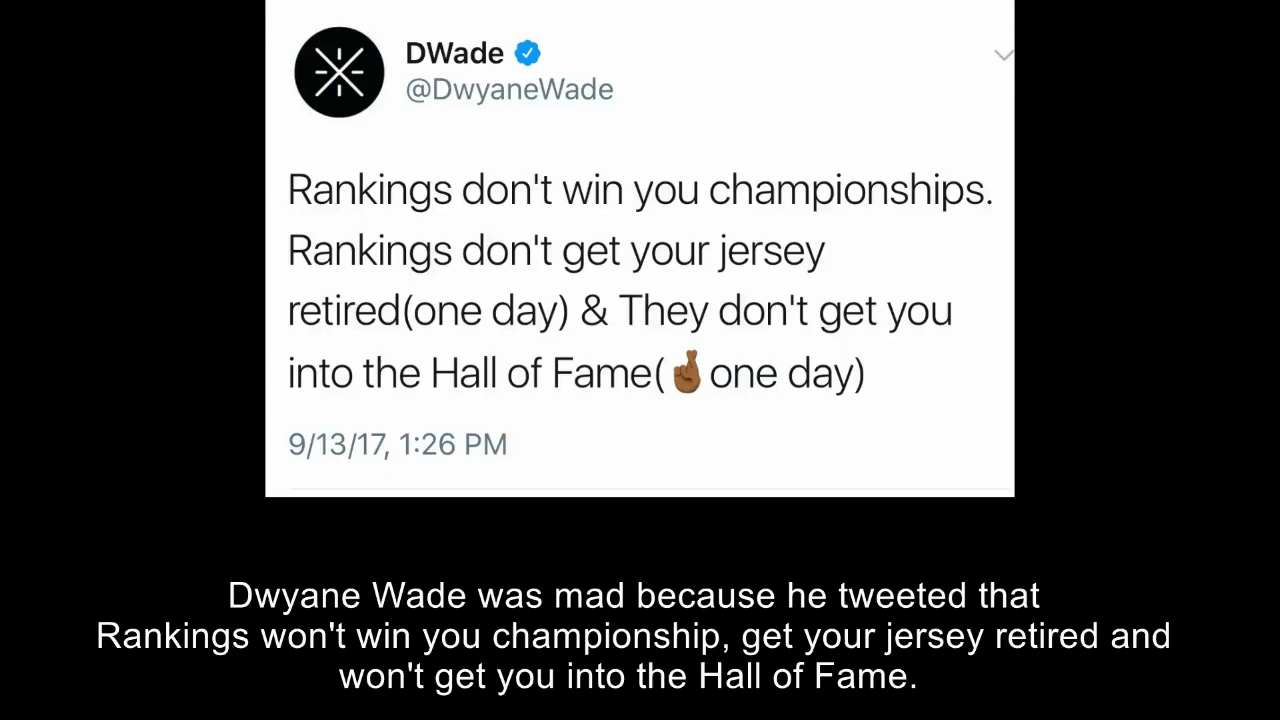 DWade
@DwyaneWade
Rankings don't win you championships.
Rankings don't get your jersey
retired(one day) & They don't get you
into the Hall of Fame(🤞🏾one day)
9/13/17, 1:26 PM
Dwyane Wade was mad because he tweeted that
Rankings won't win you championship, get your jersey retired and
won't get you into the Hall of Fame.